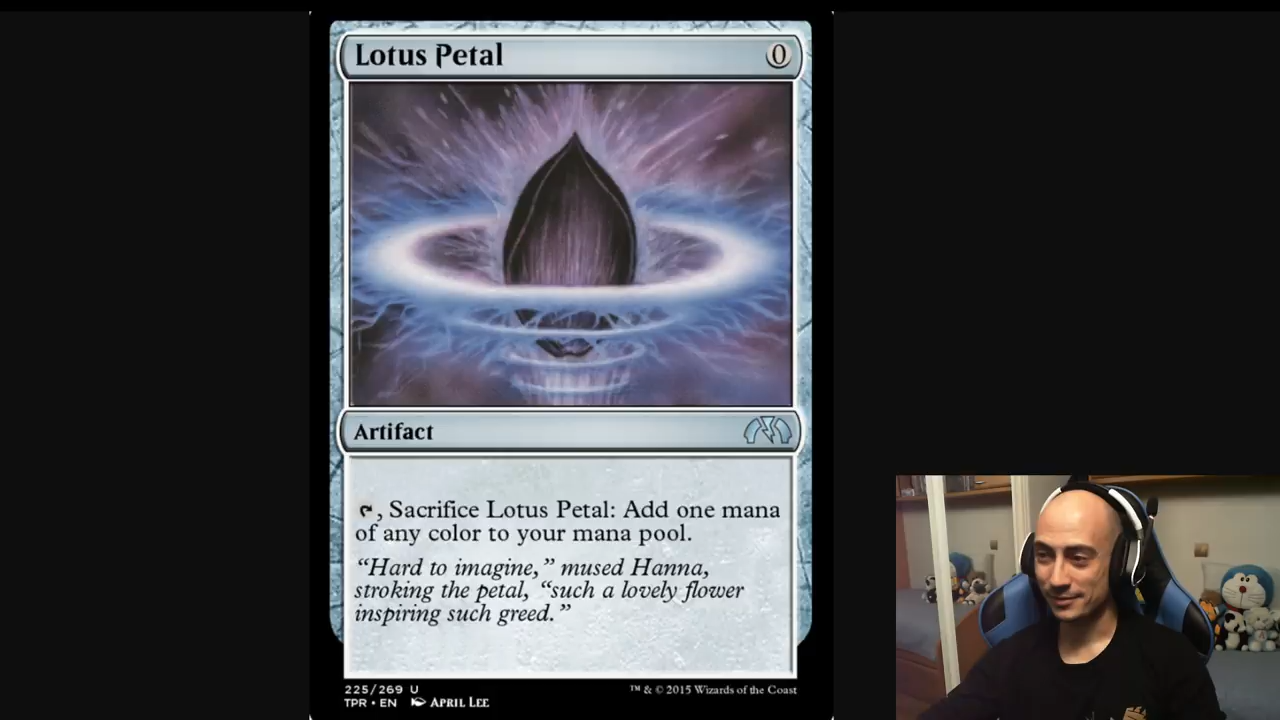 Lotus Petal 0
Artifact
, Sacrifice Lotus Petal: Add one mana
of any color to your mana pool.
“Hard to imagine,” mused Hanna,
stroking the petal, “such a lovely flower
inspiring such greed.”
225/269 U
TPR • EN APRIL LEE
™ & © 2015 Wizards of the Coast